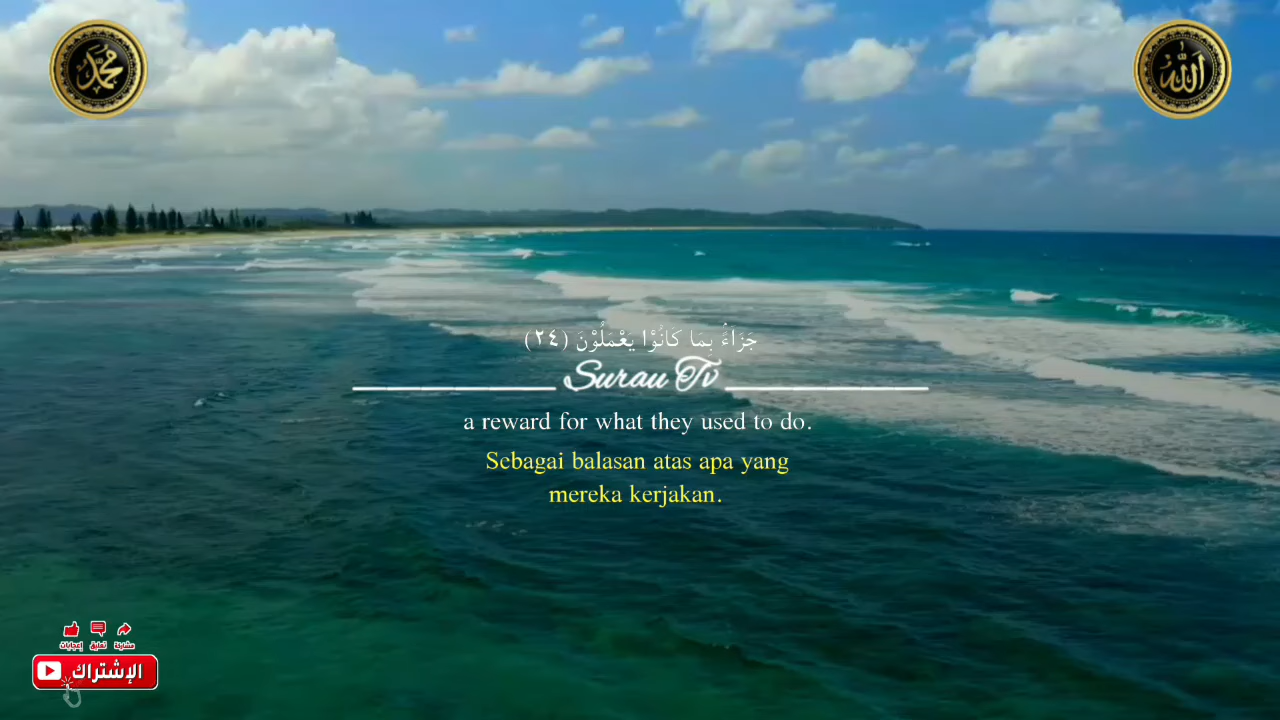 محمد
الله
جَزَاۤءًۢ بِمَا كَانُوْا يَعْمَلُوْنَ (٢٤)
Surau Tv
a reward for what they used to do.
Sebagai balasan atas apa yang
mereka kerjakan.
إعجابات تعليق مشاركة
الإشتراك